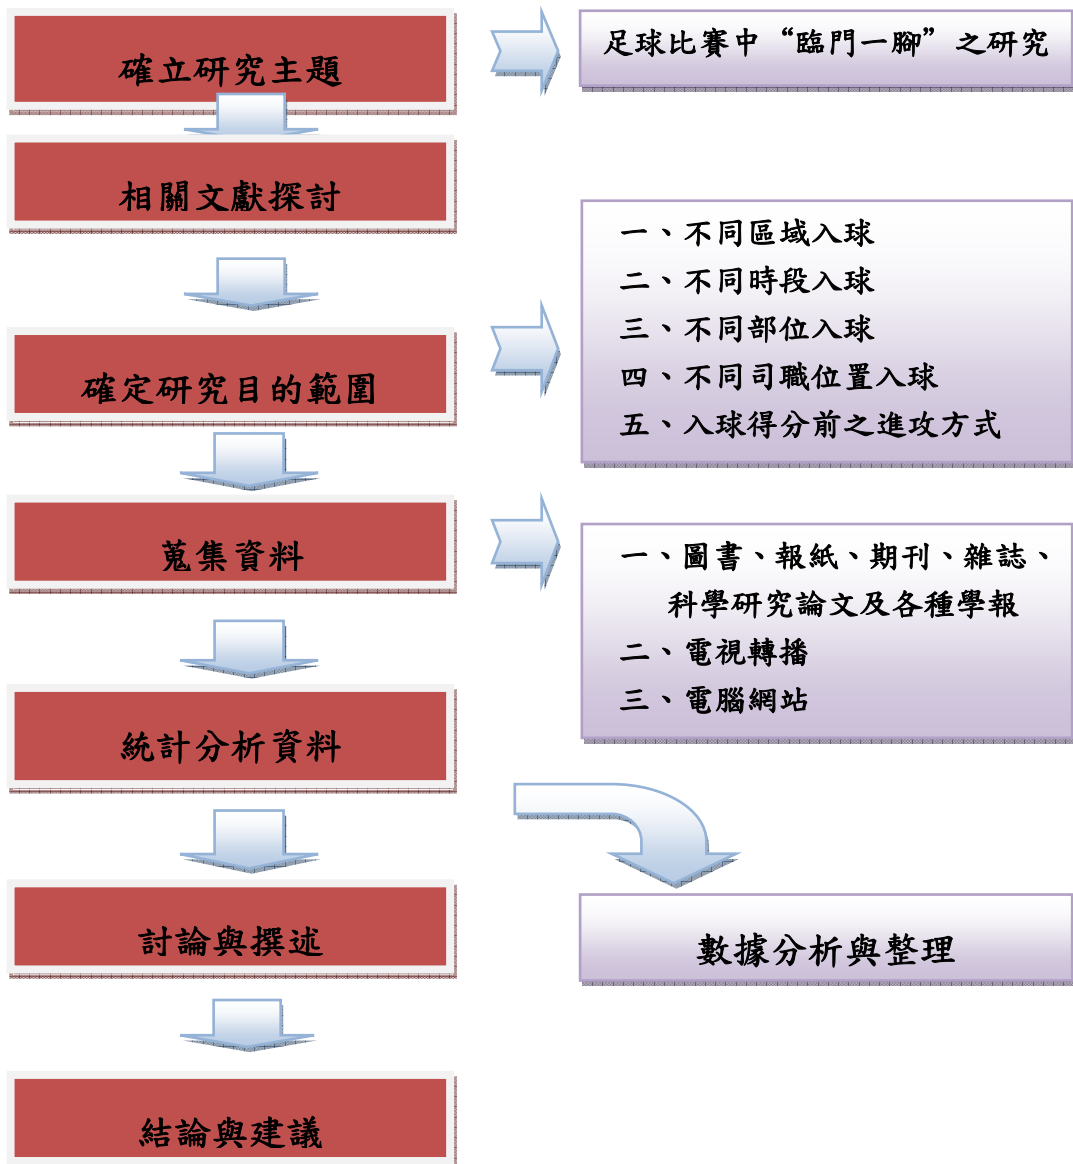 確立研究主題
足球比賽中“臨門一腳”之研究
相關文獻探討
確定研究目的範圍
一、不同區域入球
二、不同時段入球
三、不同部位入球
四、不同司職位置入球
五、入球得分前之進攻方式
蒐集資料
一、圖書、報紙、期刊、雜誌、
科學研究論文及各種學報
二、電視轉播
三、電腦網站
統計分析資料
數據分析與整理
討論與撰述
結論與建議